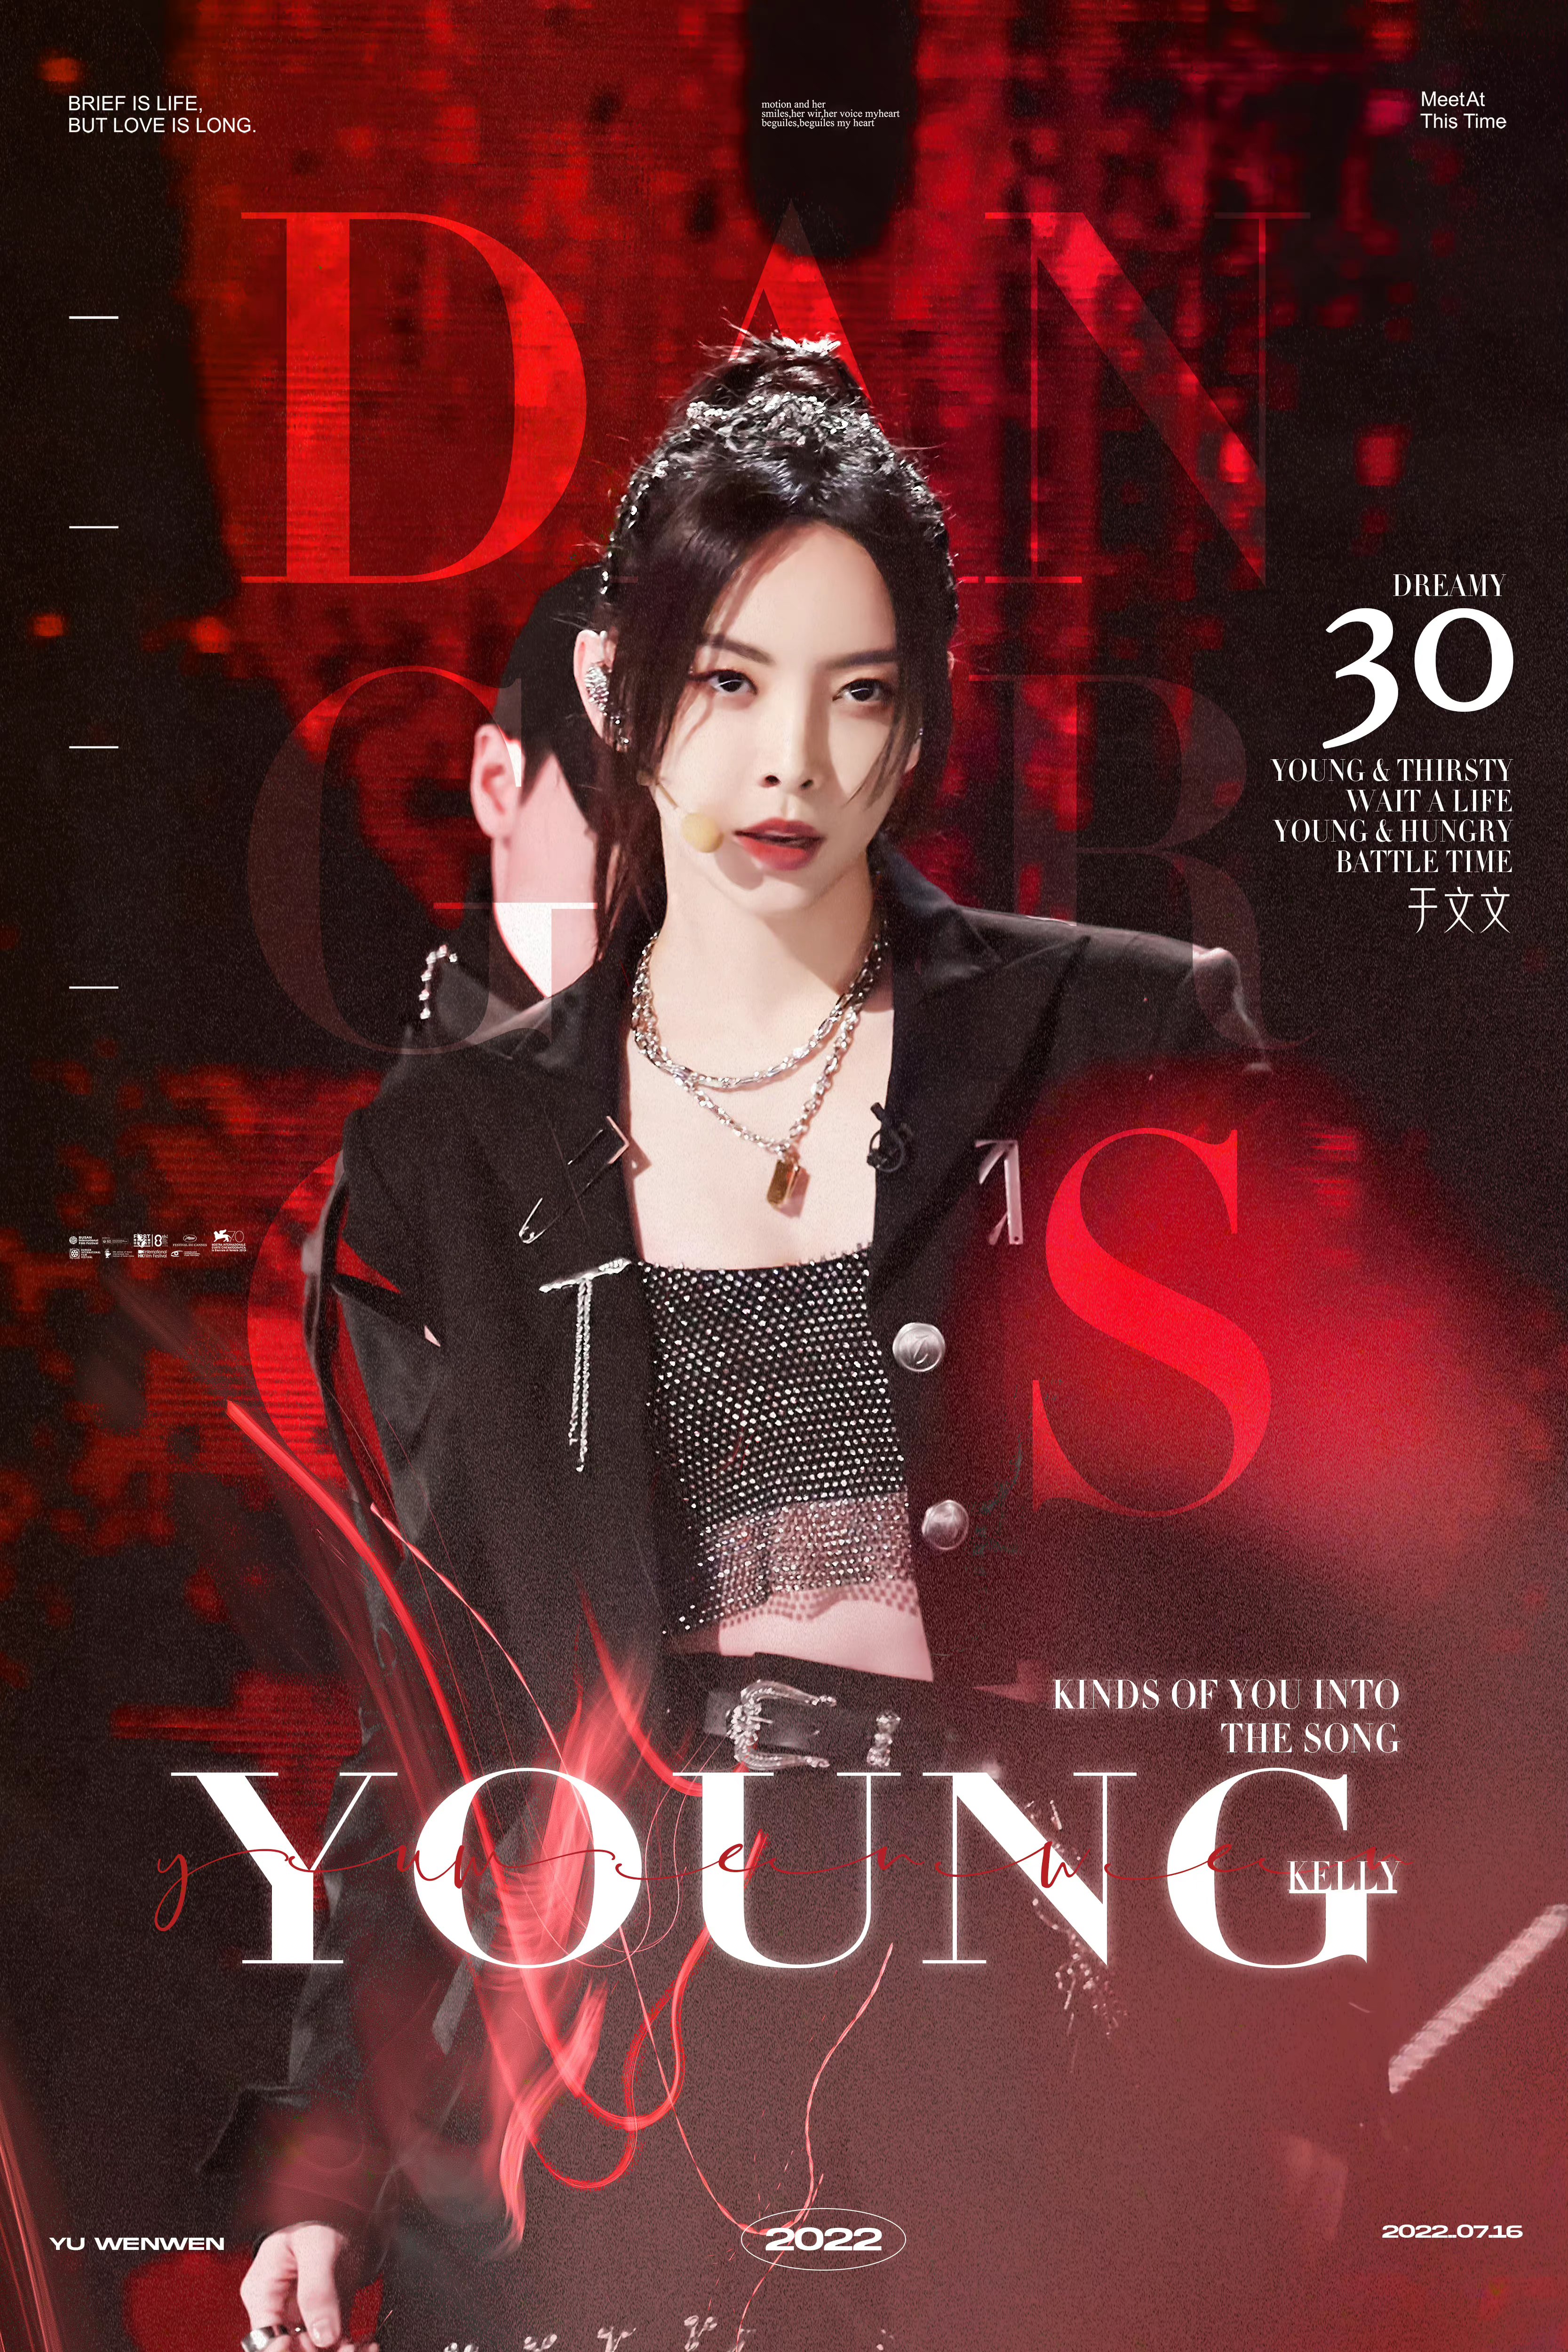 BRIEF IS LIFE,
BUT LOVE IS LONG.
motion and her
smiles,her wir,her voice myheart
beguiles,beguiles my heart
MeetAt
This Time
DAN
DREAMY
30
YOUNG & THIRSTY
WAIT A LIFE
YOUNG & HUNGRY
BATTLE TIME
于文文
G R
S
KINDS OF YOU INTO
THE SONG
YOUNG
KELLY
YU WENWEN
2022
2022.07.16